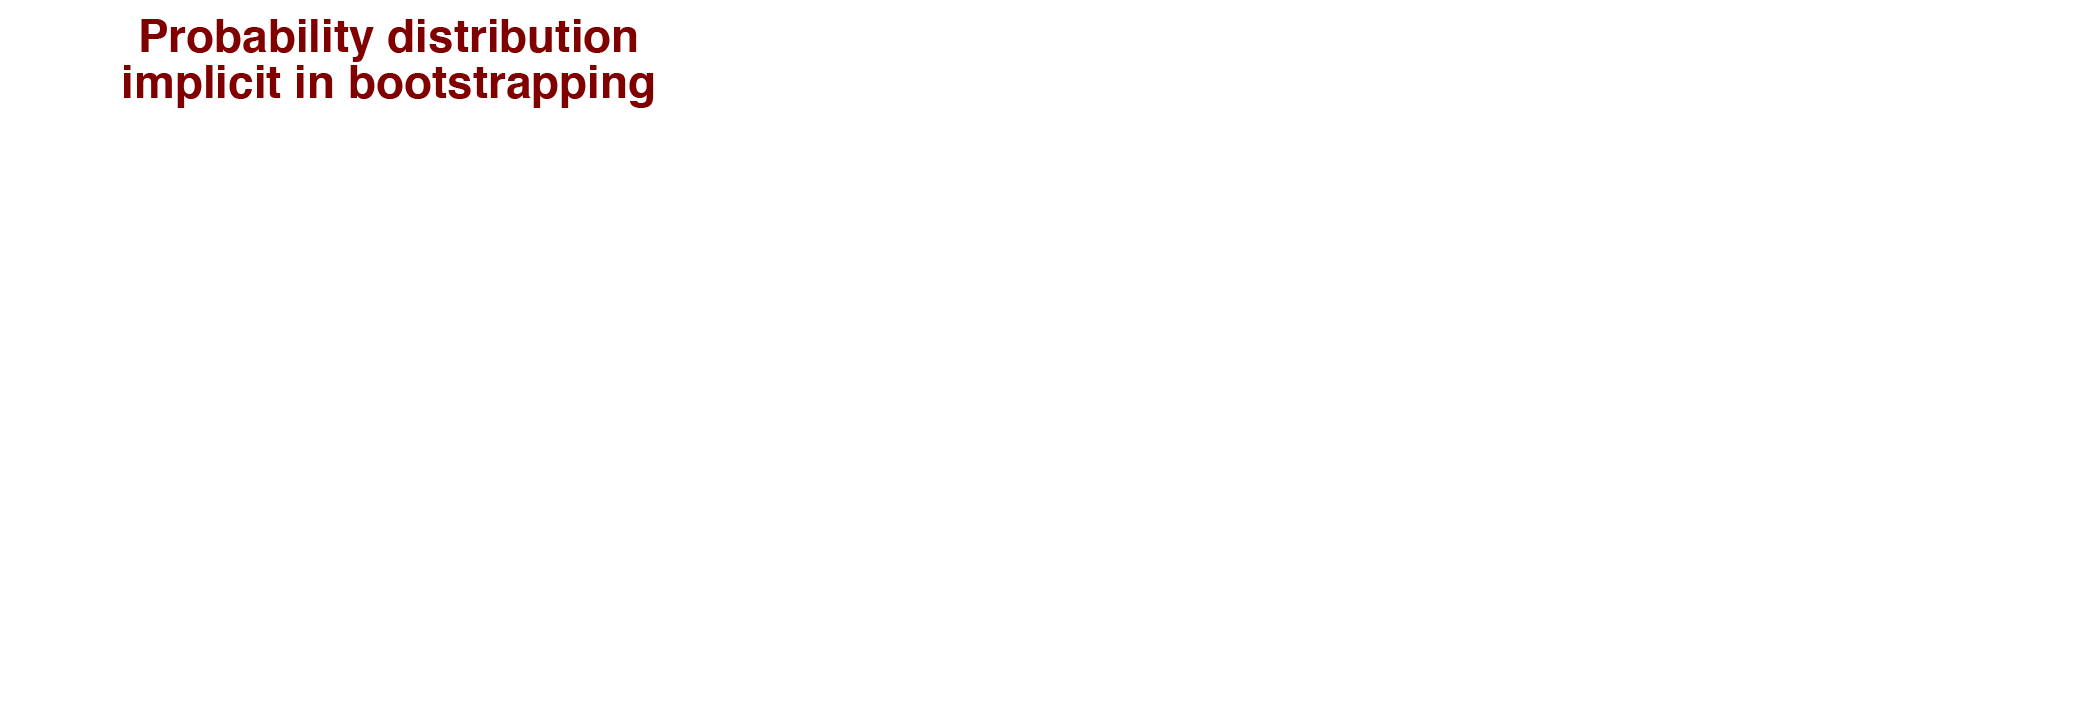 Probability distribution
implicit in bootstrapping